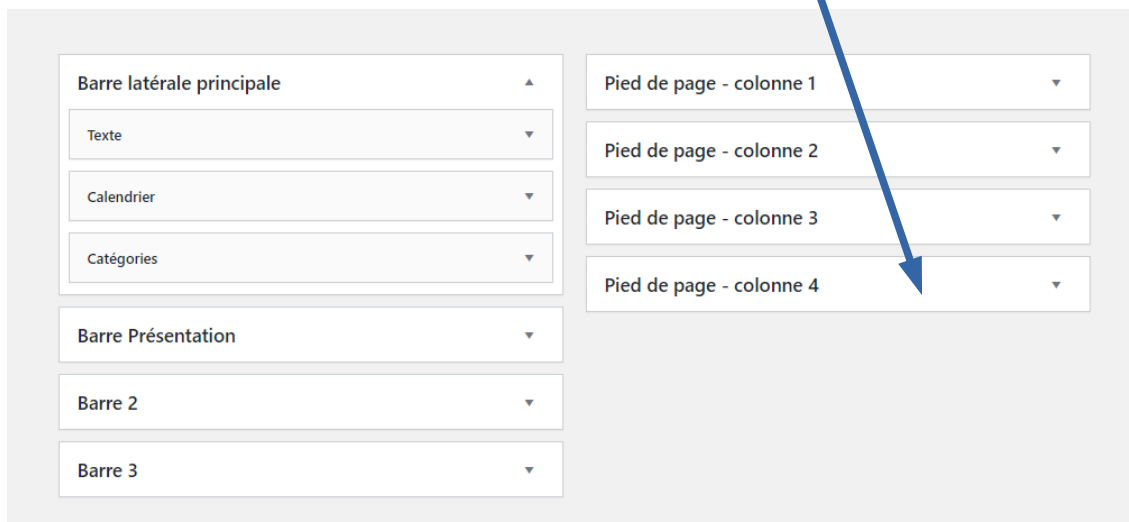 Barre latérale principale
Texte
Calendrier
Catégories
Barre Présentation
Barre 2
Barre 3
Pied de page - colonne 1
Pied de page - colonne 2
Pied de page - colonne 3
Pied de page - colonne 4